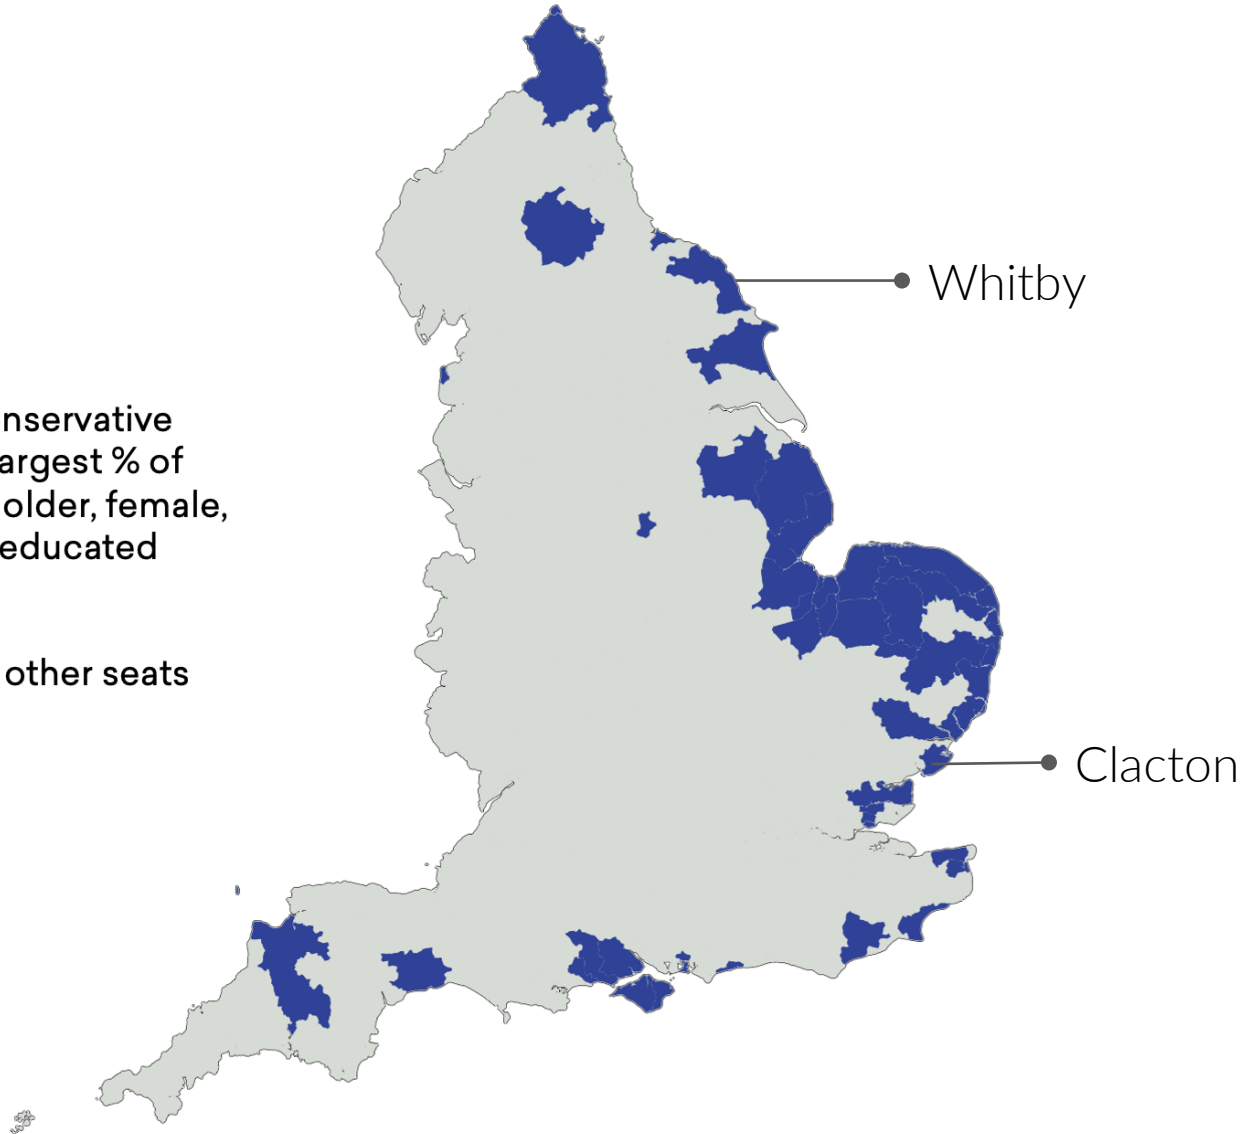 nservative
argest % of
older, female,
educated
other seats
Whitby
Clacton